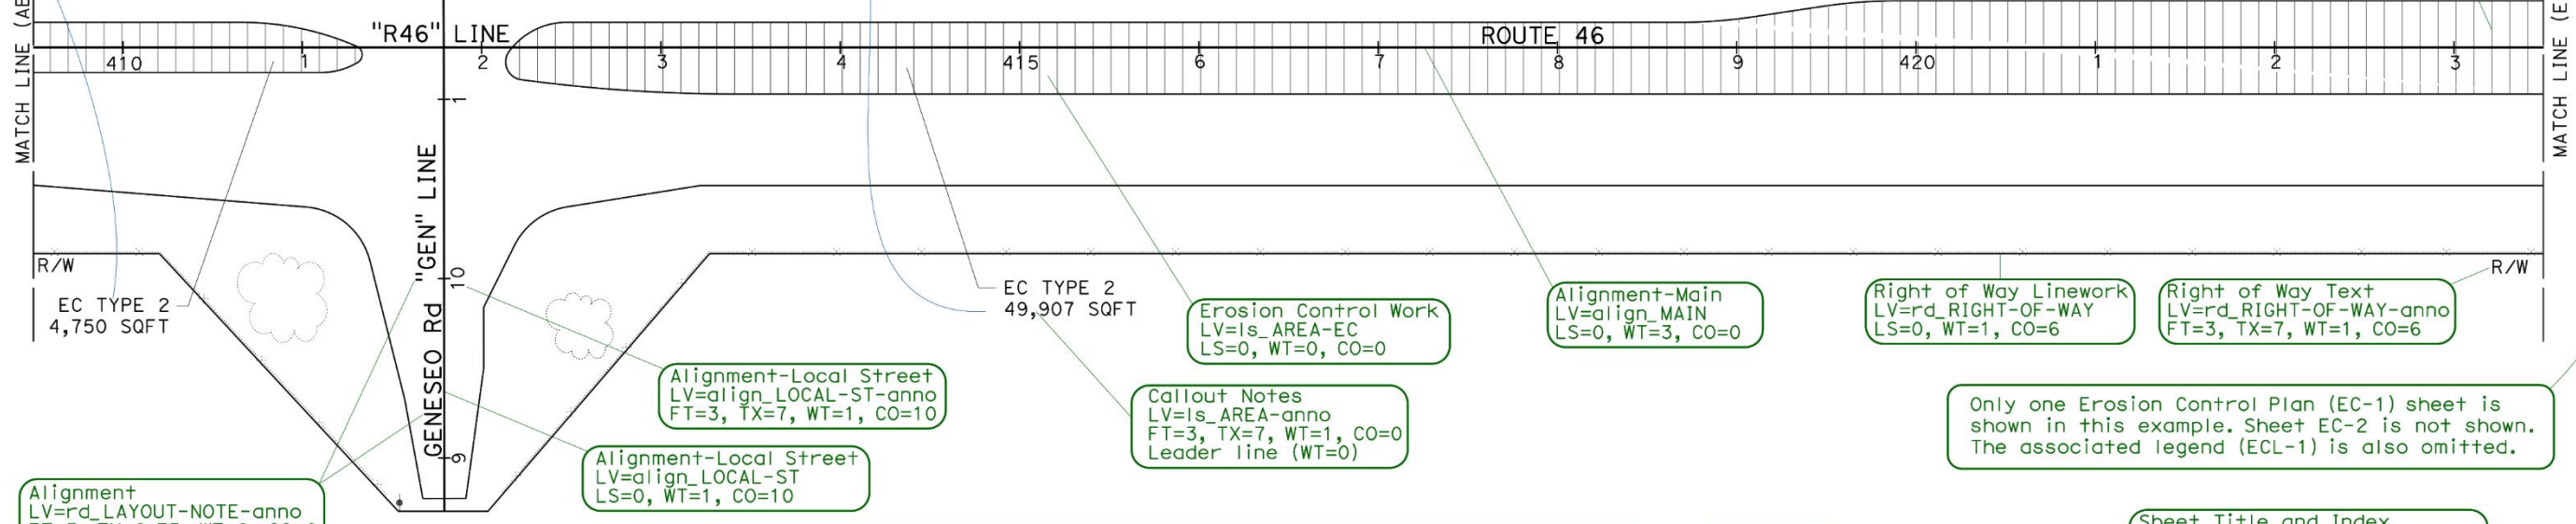 MATCH LINE (AB
"R46" LINE
ROUTE 46
MATCH LINE (E
410
1
2
3
4
415
6
7
8
9
420
1
2
3
1
"GEN" LINE
10
GENESEO Rd
9
R/W
EC TYPE 2
4,750 SQFT
EC TYPE 2
49,907 SQFT
Erosion Control Work
LV=ls_AREA-EC
LS=0, WT=0, CO=0
Alignment-Main
LV=align_MAIN
LS=0, WT=3, CO=0
Right of Way Linework
LV=rd_RIGHT-OF-WAY
LS=0, WT=1, CO=6
Right of Way Text
LV=rd_RIGHT-OF-WAY-anno
FT=3, TX=7, WT=1, CO=6
R/W
Alignment-Local Street
LV=align_LOCAL-ST-anno
FT=3, TX=7, WT=1, CO=10
Callout Notes
LV=ls_AREA-anno
FT=3, TX=7, WT=1, CO=0
Leader line (WT=0)
Only one Erosion Control Plan (EC-1) sheet is
shown in this example. Sheet EC-2 is not shown.
The associated legend (ECL-1) is also omitted.
Alignment-Local Street
LV=align_LOCAL-ST
LS=0, WT=1, CO=10
Alignment
LV=rd_LAYOUT-NOTE-anno
Sheet Title and Index